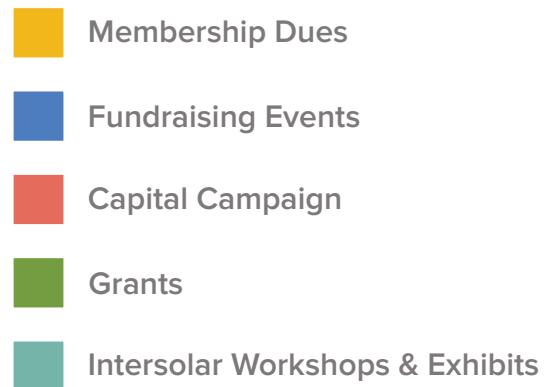 Membership Dues
Fundraising Events
Capital Campaign
Grants
Intersolar Workshops & Exhibits